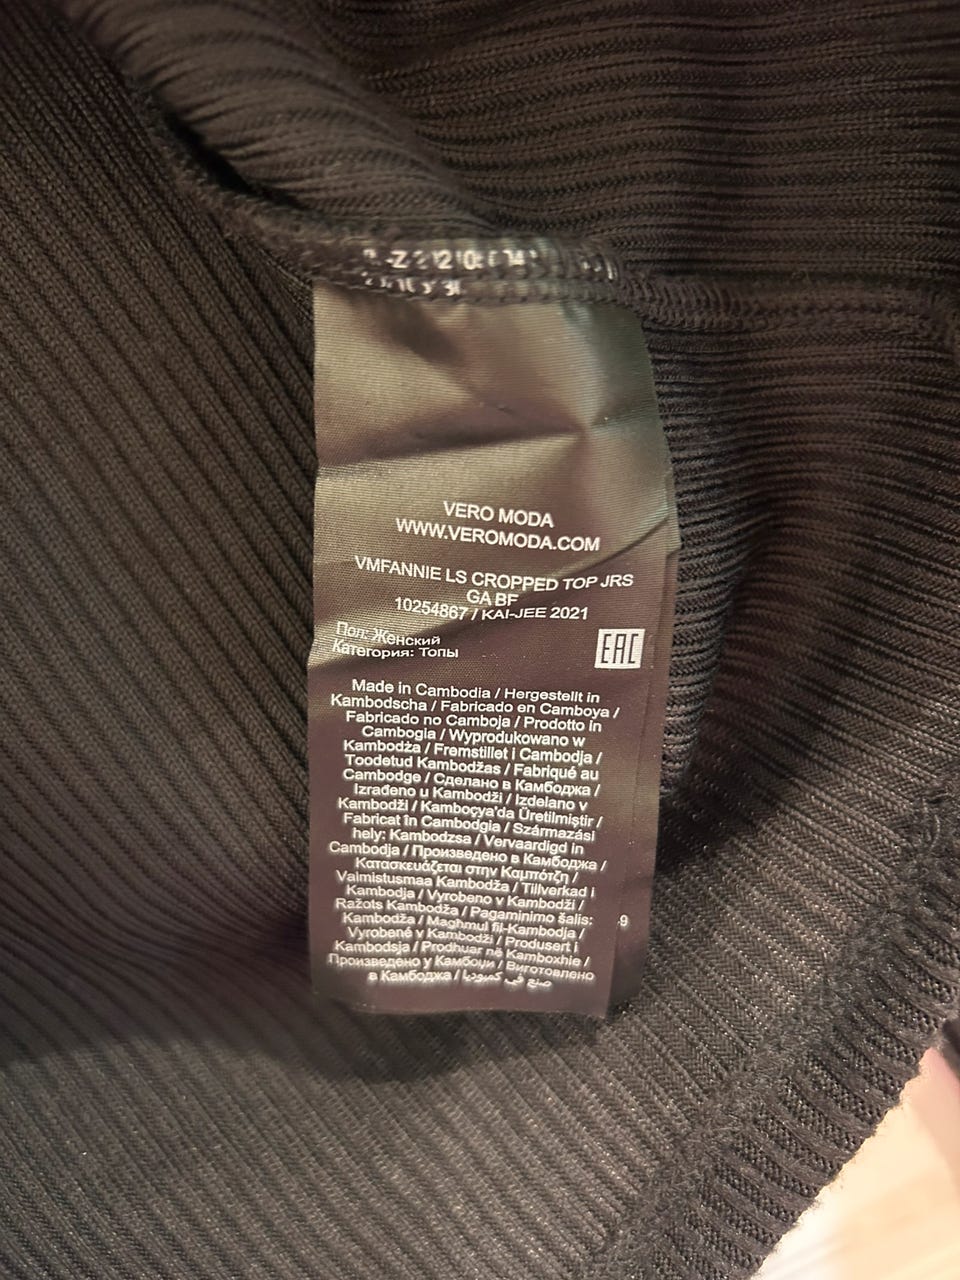 VERO MODA
WWW.VEROMODA.COM
VMFANNIE LS CROPPED TOP JRS
GA BF
10254867 / KAI-JEE 2021
Пол: Женский
Категория: Топы
EAC
Made in Cambodia / Hergestellt in
Kambodscha / Fabricado en Camboya /
Fabricado no Camboja / Prodotto in
Cambogia / Wyprodukowano w
Kambodża / Fremstillet i Cambodja /
Toodetud Kambodžas / Fabriqué au
Cambodge / Сделано в Камбоджа /
Izrađeno u Kambodži / Izdelano v
Kambodži / Kamboçya'da Üretilmiştir /
Fabricat în Cambodgia / Származási
hely: Kambodzsa / Vervaardigd in
Cambodja / Произведено в Камбоджа /
Κατασκευάζεται στην Καμπότζη /
Valmistusmaa Kambodža / Tillverkad i
Kambodja / Vyrobeno v Kambodži /
Ražots Kambodža / Pagaminimo šalis:
Kambodža / Maghmul fil-Kambodja /
Vyrobené v Kambodži / Produsert i
Kambodsja / Prodhuar në Kamboxhie /
Произведено у Камбоџи / Виготовлено
в Камбоджа / صنع في كمبوديا
9